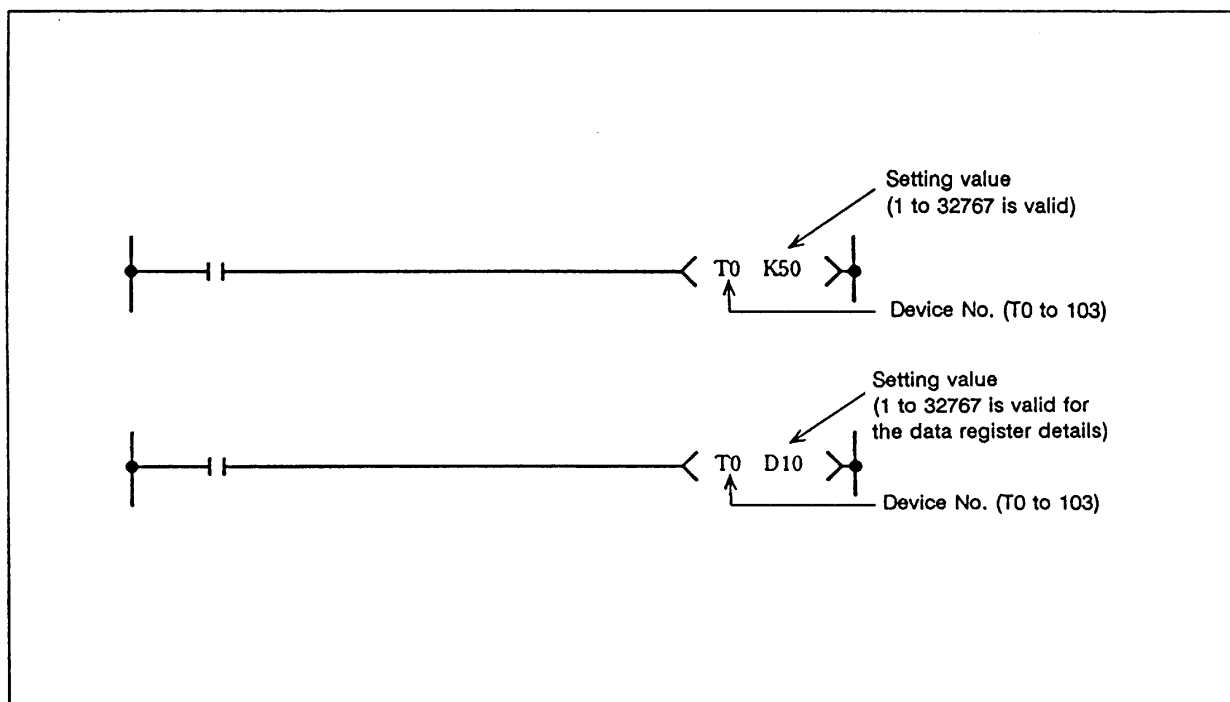 Setting value
(1 to 32767 is valid)
T0 K50
Device No. (T0 to 103)
Setting value
(1 to 32767 is valid for
the data register details)
T0 D10
Device No. (T0 to 103)